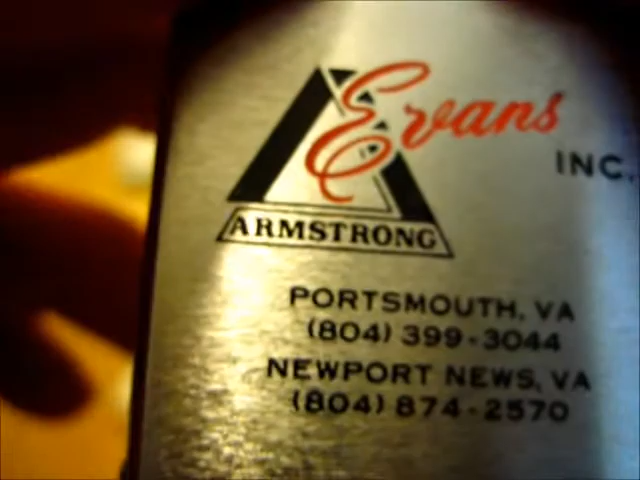 Evans
INC.
ARMSTRONG
PORTSMOUTH, VA
(804) 399-3044
NEWPORT NEWS, VA
(804) 874-2570